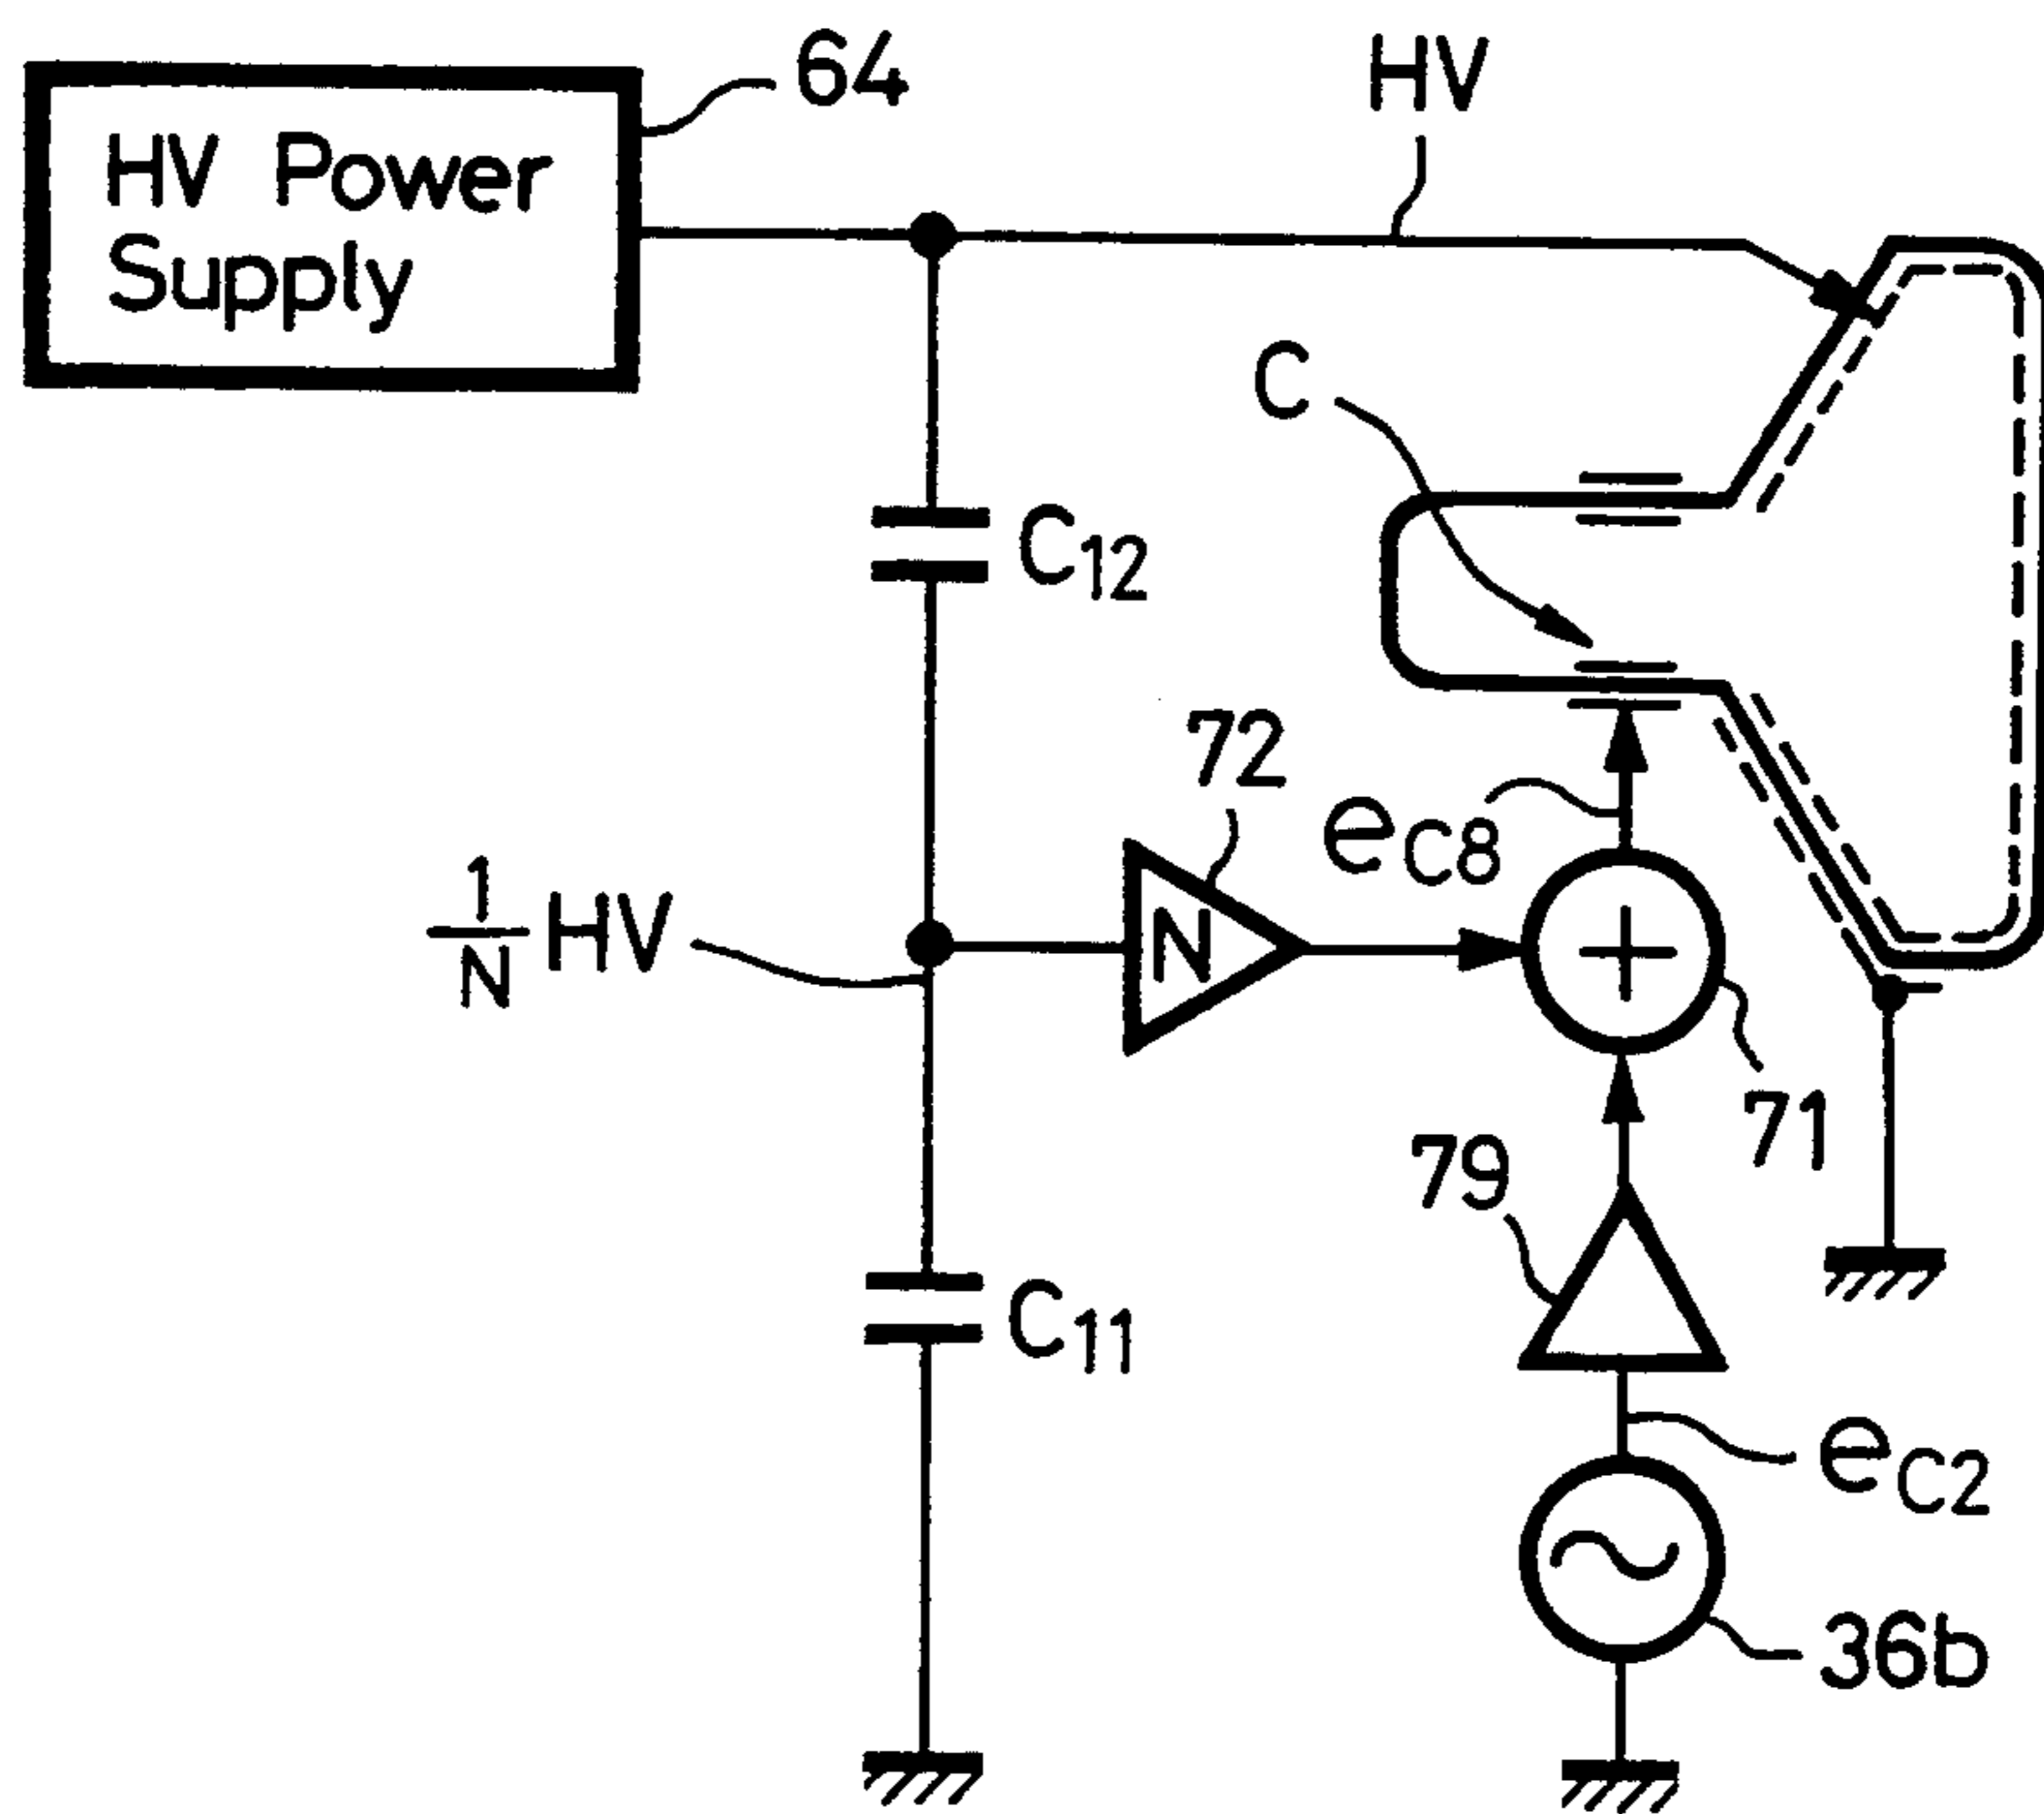 64
HV
HV Power
Supply
C
C12
72
eC8
1/N HV
N
+
71
79
C11
eC2
36b